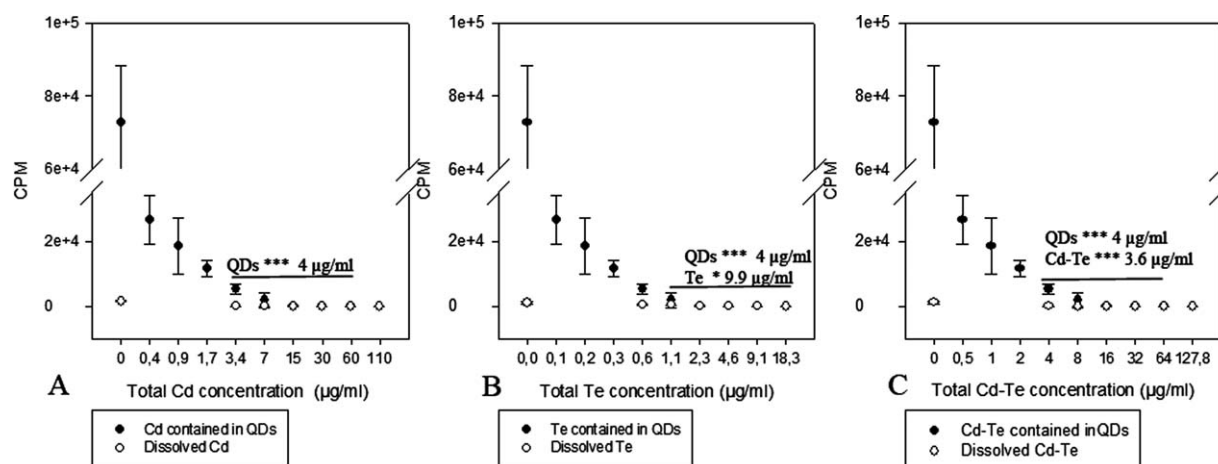 1e+5
8e+4
6e+4
2e+4
0
CPM
QDs *** 4 µg/ml
0 0,4 0,9 1,7 3,4 7 15 30 60 110
A
Total Cd concentration (µg/ml)
Cd contained in QDs
Dissolved Cd
1e+5
8e+4
6e+4
2e+4
0
CPM
QDs *** 4 µg/ml
Te * 9.9 µg/ml
0,0 0,1 0,2 0,3 0,6 1,1 2,3 4,6 9,1 18,3
B
Total Te concentration (µg/ml)
Te contained in QDs
Dissolved Te
1e+5
8e+4
6e+4
2e+4
0
CPM
QDs *** 4 µg/ml
Cd-Te *** 3.6 µg/ml
0 0,5 1 2 4 8 16 32 64 127,8
C
Total Cd-Te concentration (µg/ml)
Cd-Te contained in QDs
Dissolved Cd-Te